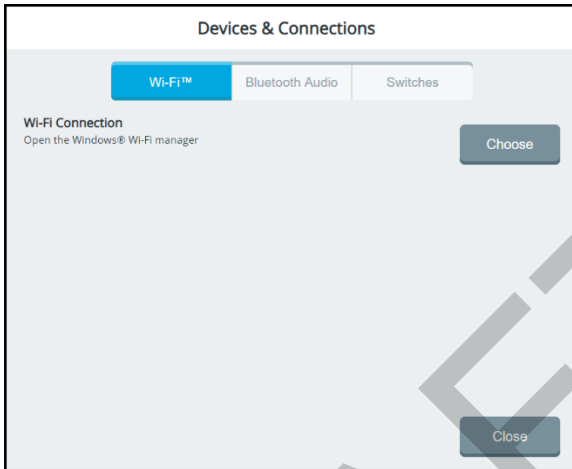 Devices & Connections
Wi-Fi™
Bluetooth Audio
Switches
Wi-Fi Connection
Open the Windows® Wi-Fi manager
Choose
Close